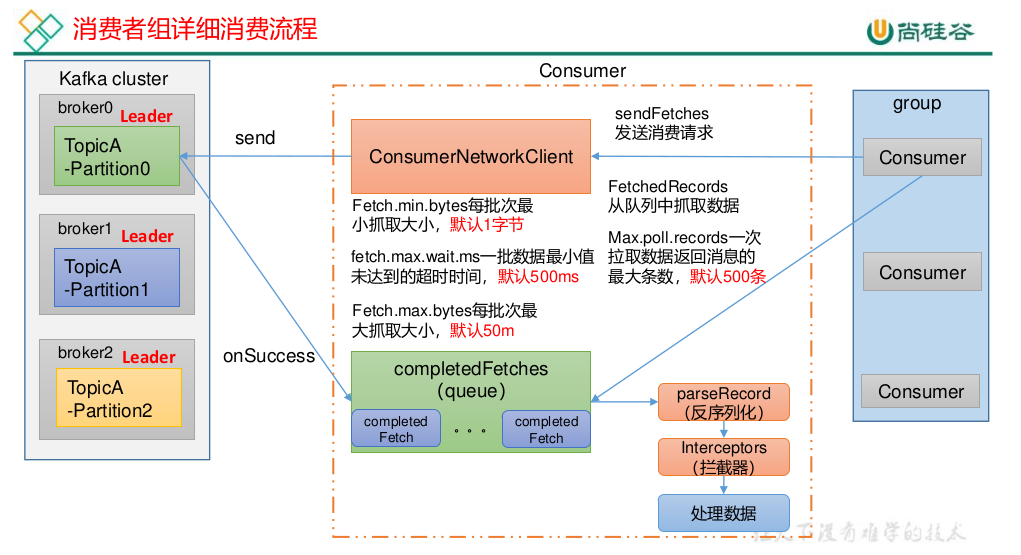 消费者组详细消费流程
尚硅谷
Kafka cluster
broker0
Leader
TopicA
-Partition0
broker1
Leader
TopicA
-Partition1
broker2
Leader
TopicA
-Partition2
send
onSuccess
Consumer
ConsumerNetworkClient
Fetch.min.bytes每批次最
小抓取大小，默认1字节
fetch.max.wait.ms一批数据最小值
未达到的超时时间，默认500ms
Fetch.max.bytes每批次最
大抓取大小，默认50m
completedFetches
（queue）
completed
Fetch
。。。
completed
Fetch
sendFetches
发送消费请求
FetchedRecords
从队列中抓取数据
Max.poll.records一次
拉取数据返回消息的
最大条数，默认500条
parseRecord
（反序列化）
Interceptors
（拦截器）
处理数据
group
Consumer
Consumer
Consumer
让天下没有难学的技术